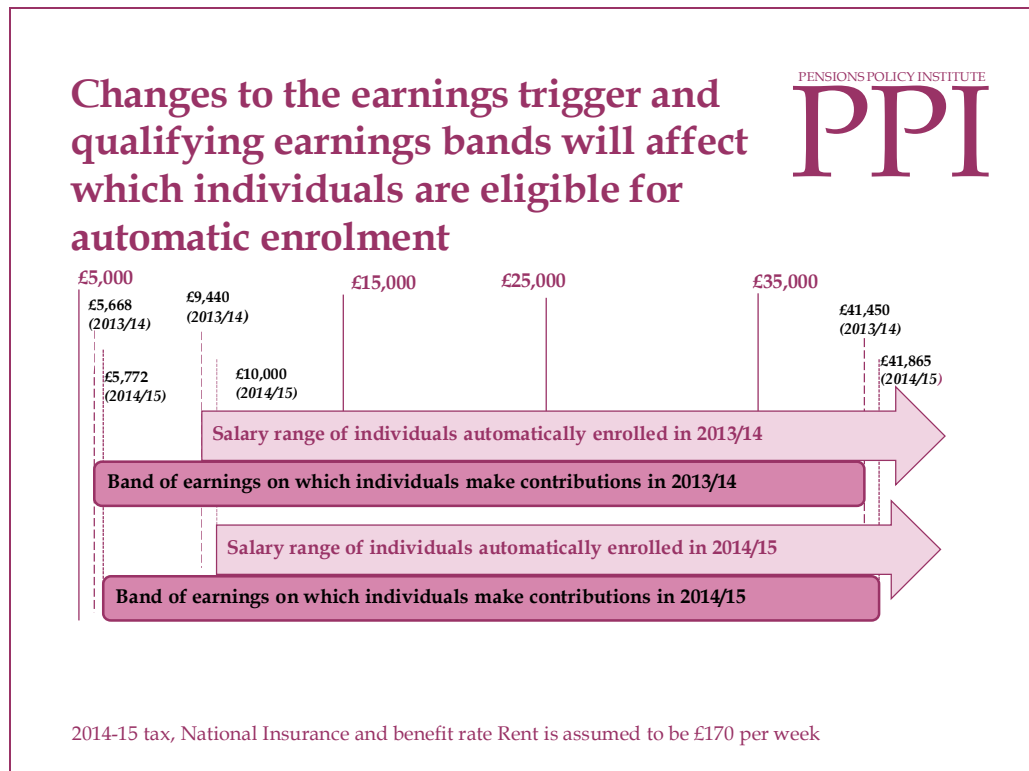 PENSIONS POLICY INSTITUTE
PPI
Changes to the earnings trigger and
qualifying earnings bands will affect
which individuals are eligible for
automatic enrolment
£5,000
£15,000
£25,000
£35,000
£5,668
(2013/14)
£9,440
(2013/14)
£41,450
(2013/14)
£5,772
(2014/15)
£10,000
(2014/15)
£41,865
(2014/15)
Salary range of individuals automatically enrolled in 2013/14
Band of earnings on which individuals make contributions in 2013/14
Salary range of individuals automatically enrolled in 2014/15
Band of earnings on which individuals make contributions in 2014/15
2014-15 tax, National Insurance and benefit rate Rent is assumed to be £170 per week